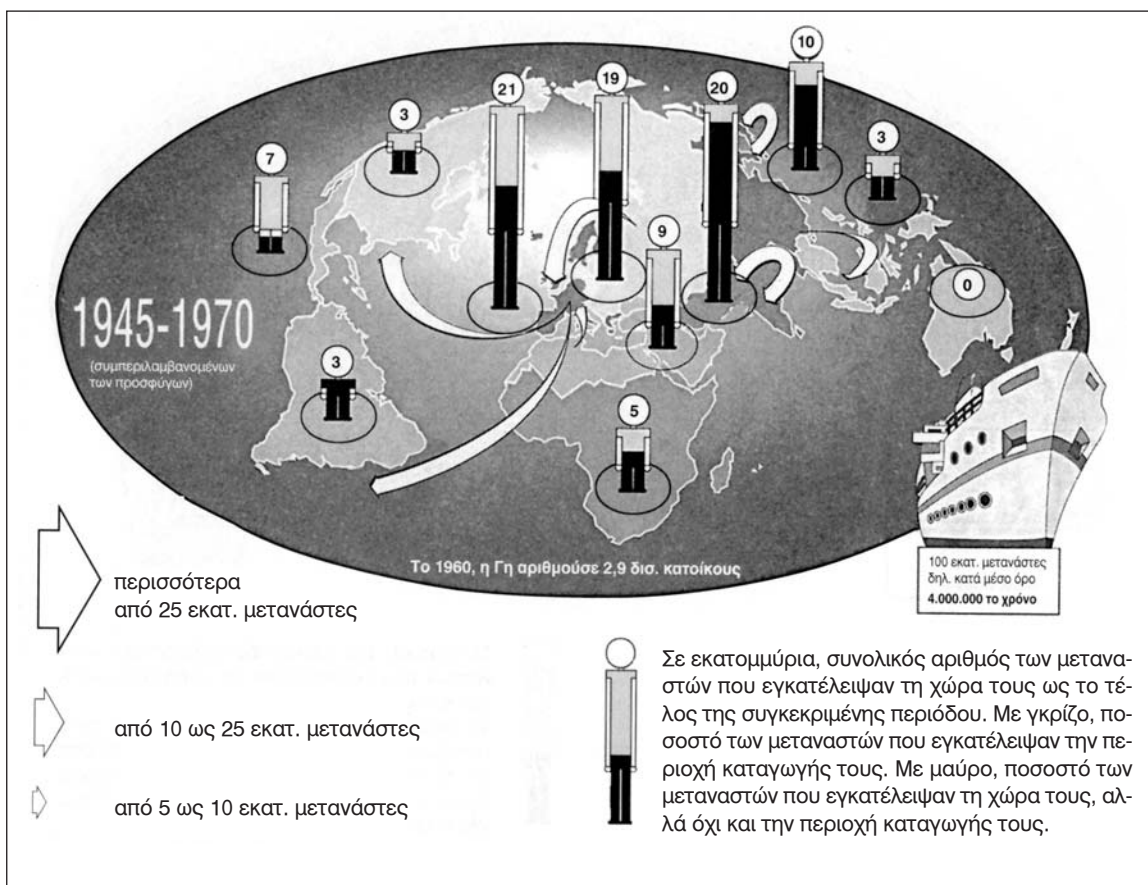 10
21
19
20
3
3
7
9
0
1945-1970
(συμπεριλαμβανομένων
των προσφύγων)
3
5
Το 1960, η Γη αριθμούσε 2,9 δισ. κατοίκους
100 εκατ. μετανάστες
δηλ. κατά μέσο όρο
4.000.000 το χρόνο
περισσότερα
από 25 εκατ. μετανάστες
από 10 ως 25 εκατ. μετανάστες
από 5 ως 10 εκατ. μετανάστες
Σε εκατομμύρια, συνολικός αριθμός των μετανα-
στών που εγκατέλειψαν τη χώρα τους ως το τέ-
λος της συγκεκριμένης περιόδου. Με γκρίζο, πο-
σοστό των μεταναστών που εγκατέλειψαν την πε-
ριοχή καταγωγής τους. Με μαύρο, ποσοστό των
μεταναστών που εγκατέλειψαν τη χώρα τους, αλ-
λά όχι και την περιοχή καταγωγής τους.